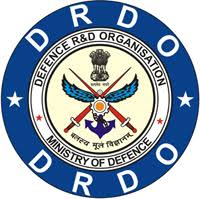 DRDO
DEFENCE R&D ORGANISATION
बलस्य मूलं विज्ञानम्
MINISTRY OF DEFENCE
DRDO